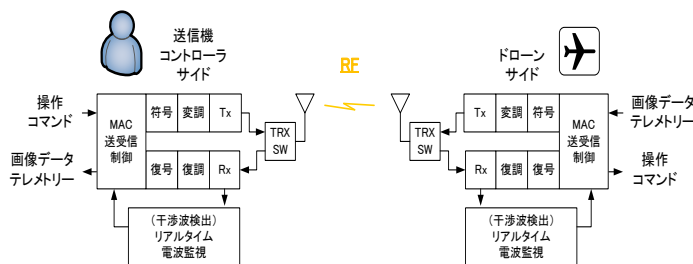 送信機
コントローラ
サイド
RF
ドローン
サイド
操作
コマンド
画像データ
テレメトリー
MAC
送受信
制御
符号
変調
Tx
復号
復調
Rx
TRX
SW
(干渉波検出)
リアルタイム
電波監視
TRX
SW
Tx
変調
符号
Rx
復調
復号
MAC
送受信
制御
画像データ
テレメトリー
操作
コマンド
(干渉波検出)
リアルタイム
電波監視